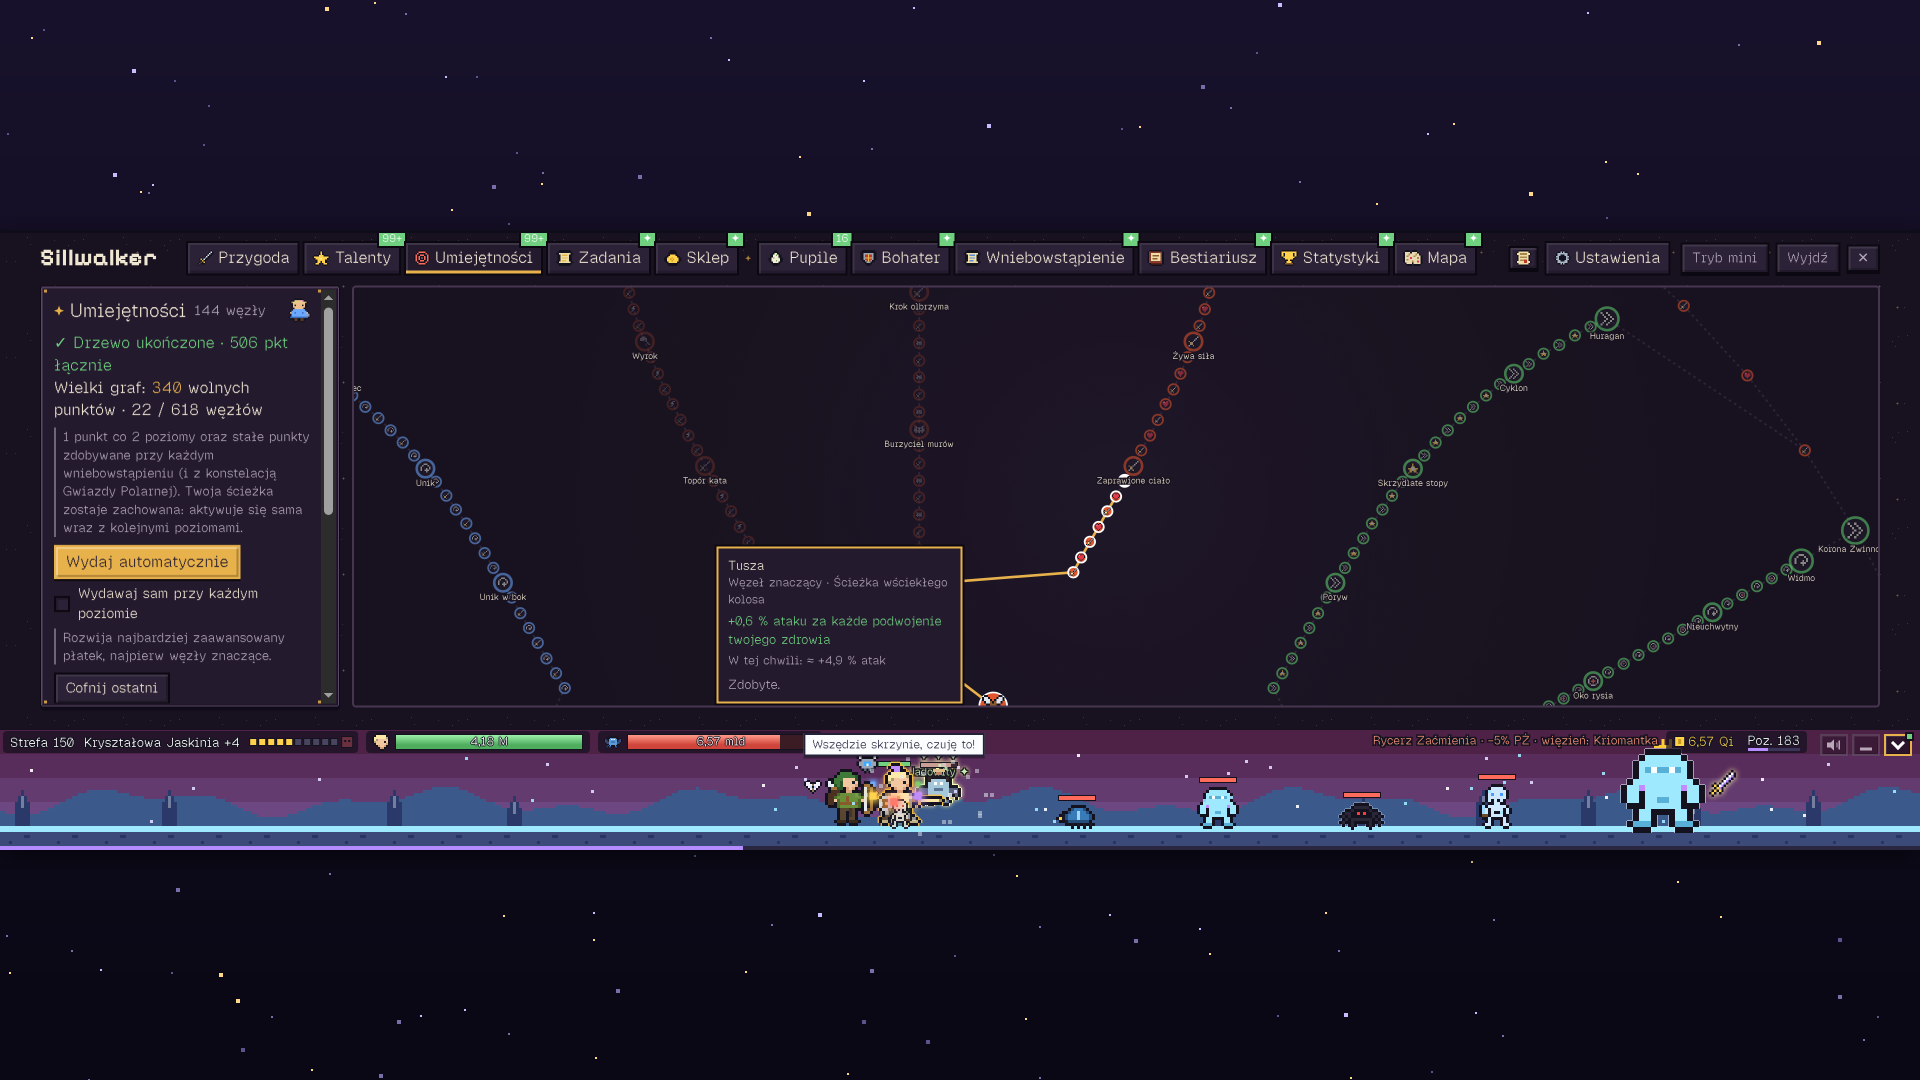 Sillwalker
Przygoda
99+
Talenty
99+
Umiejętności
Zadania
Sklep
16
Pupile
Bohater
Wniebowstąpienie
Bestiariusz
Statystyki
Mapa
Ustawienia
Tryb mini
Wyjdź
Umiejętności 144 węzły
✓ Drzewo ukończone · 506 pkt
łącznie
Wielki graf: 340 wolnych
punktów · 22 / 618 węzłów
1 punkt co 2 poziomy oraz stałe punkty
zdobywane przy każdym
wniebowstąpieniu (i z konstelacją
Gwiazdy Polarnej). Twoja ścieżka
zostaje zachowana: aktywuje się sama
wraz z kolejnymi poziomami.
Wydaj automatycznie
Wydawaj sam przy każdym
poziomie
Rozwija najbardziej zaawansowany
płatek, najpierw węzły znaczące.
Cofnij ostatni
Krok olbrzyma
Wyrok
Żywa siła
Huragan
Cyklon
Burzyciel murów
Unik
Topór kata
Zaprawione ciało
Skrzydlate stopy
Korona Zwinno
Widmo
Unik w bok
Poryw
Nieuchwytny
Oko rysia
Tusza
Węzeł znaczący · Ścieżka wściekłego
kolosa
+0,6 % ataku za każde podwojenie
twojego zdrowia
W tej chwili: ≈ +4,9 % atak
Zdobyte.
Strefa 150 Kryształowa Jaskinia +4
4,18 M
6,57 mld
Wszędzie skrzynie, czuję to!
Rycerz Zaćmienia · -5% PŻ · więzień: Kriomantka
6,57 Qi
Poz. 183